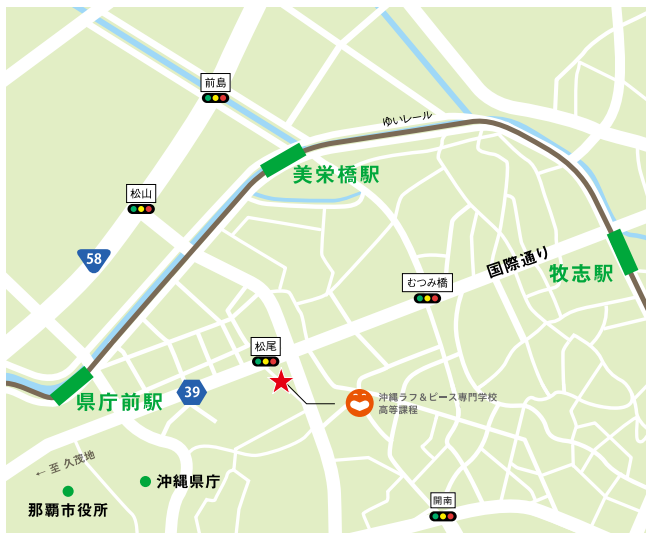 前島
ゆいレール
美栄橋駅
松山
58
国際通り
牧志駅
むつみ橋
松尾
県庁前駅
39
沖縄ラフ&ピース専門学校
高等課程
← 至 久茂地
沖縄県庁
那覇市役所
開南